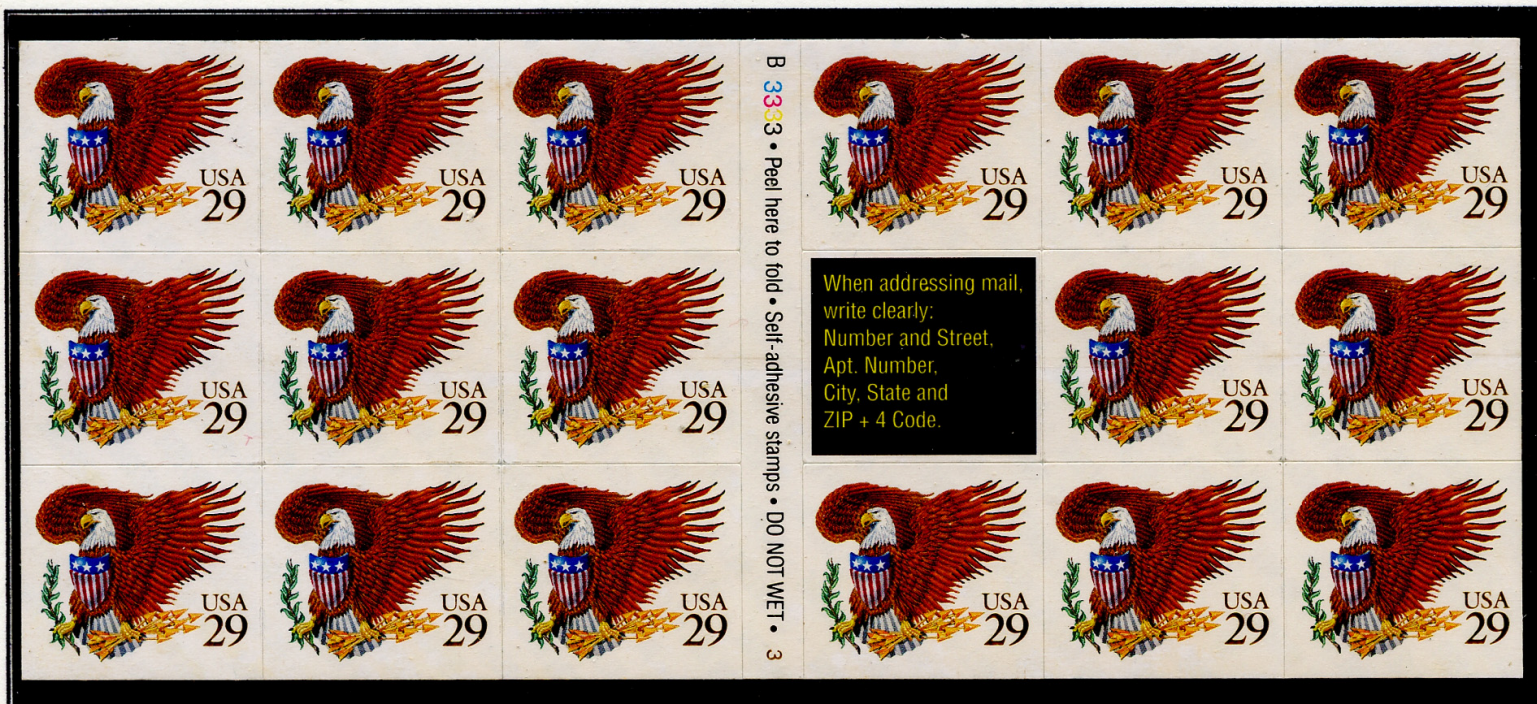 USA
29
USA
29
USA
29
USA
29
USA
29
USA
29
USA
29
USA
29
USA
29
B 3333 • Peel here to fold • Self-adhesive stamps • DO NOT WET • 3
USA
29
USA
29
USA
29
When addressing mail,
write clearly:
Number and Street,
Apt. Number,
City, State and
ZIP + 4 Code.
USA
29
USA
29
USA
29
USA
29
USA
29